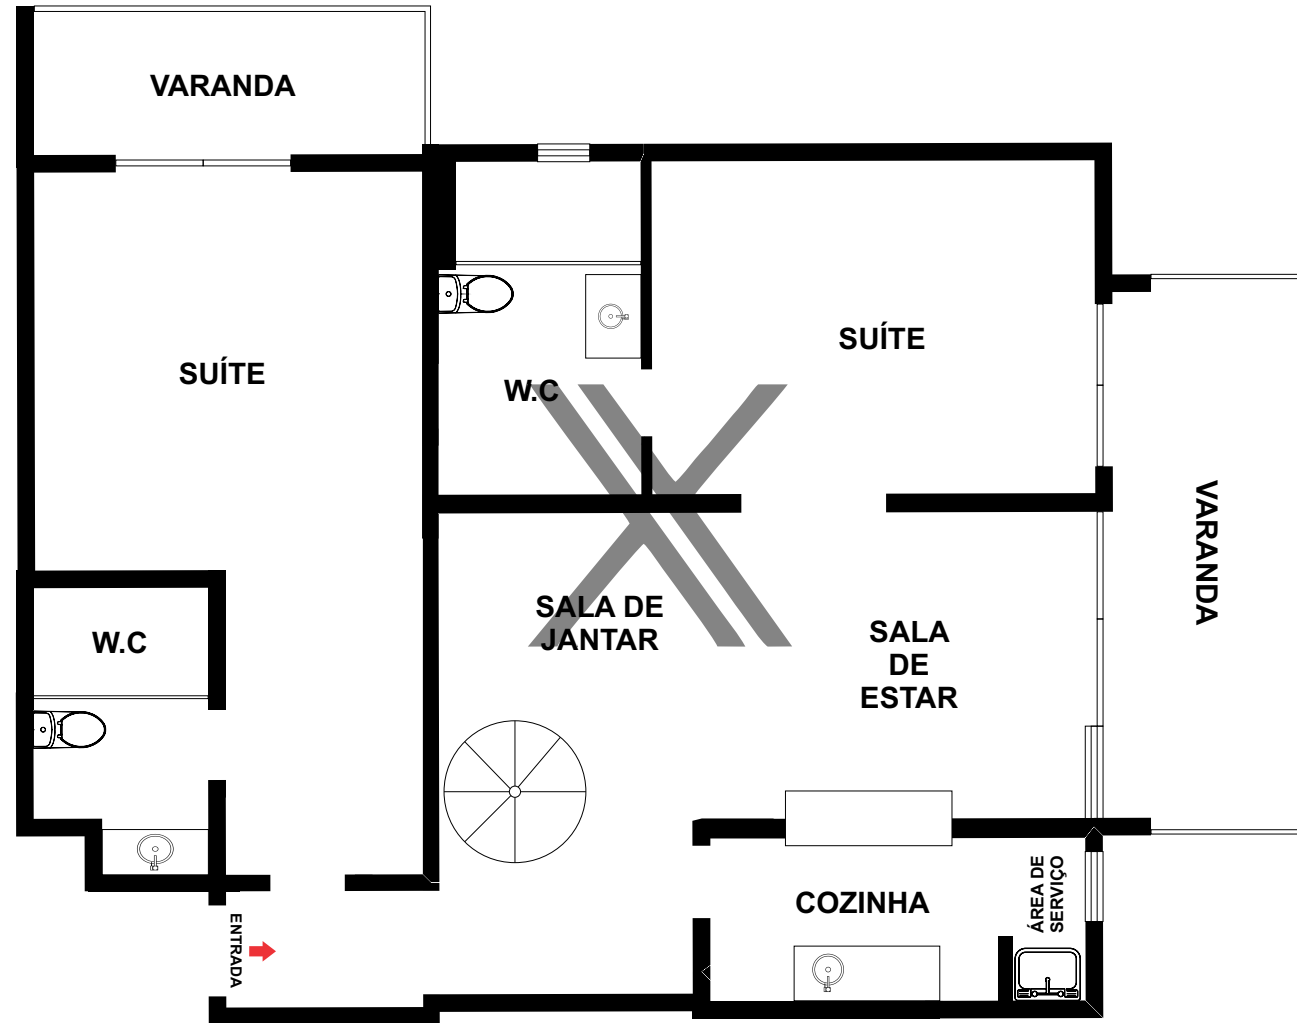 VARANDA
SUÍTE
SUÍTE
W.C
VARANDA
SALA DE
JANTAR
SALA
DE
ESTAR
W.C
COZINHA
ÁREA DE
SERVIÇO
ENTRADA